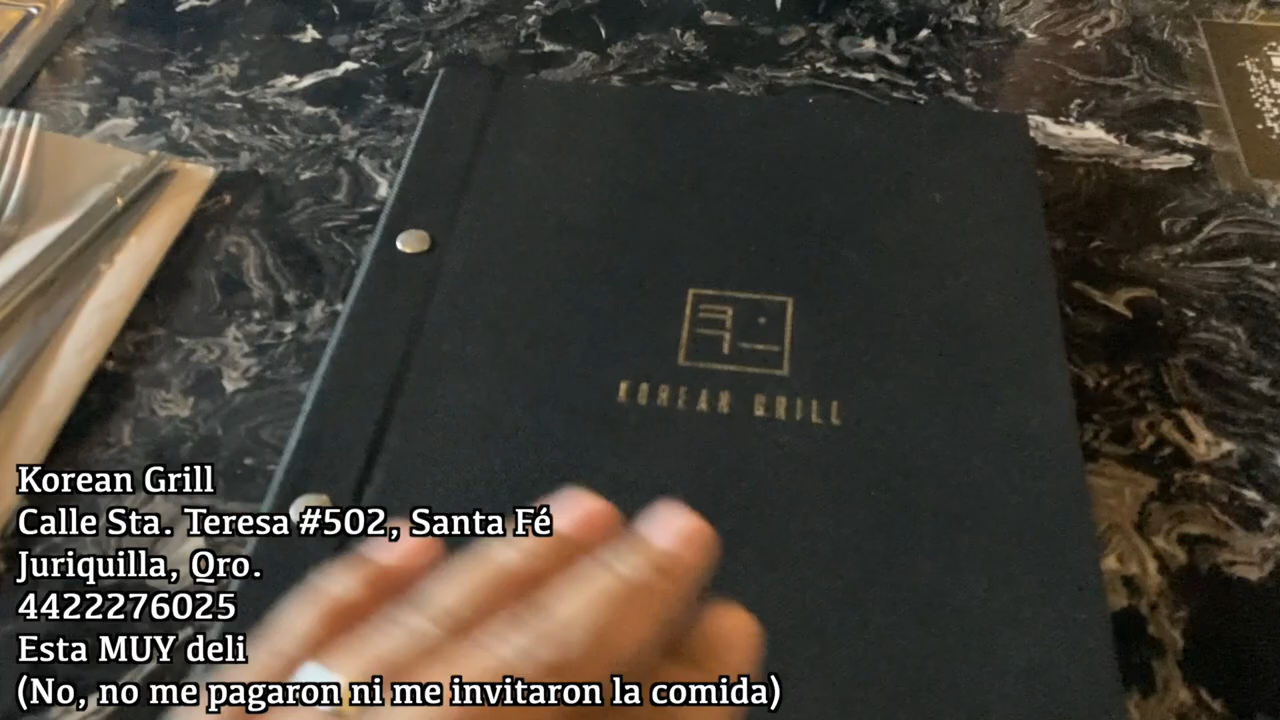 KOREAN GRILL
Korean Grill
Calle Sta. Teresa #502, Santa Fé
Juriquilla, Qro.
4422276025
Esta MUY deli
(No, no me pagaron ni me invitaron la comida)